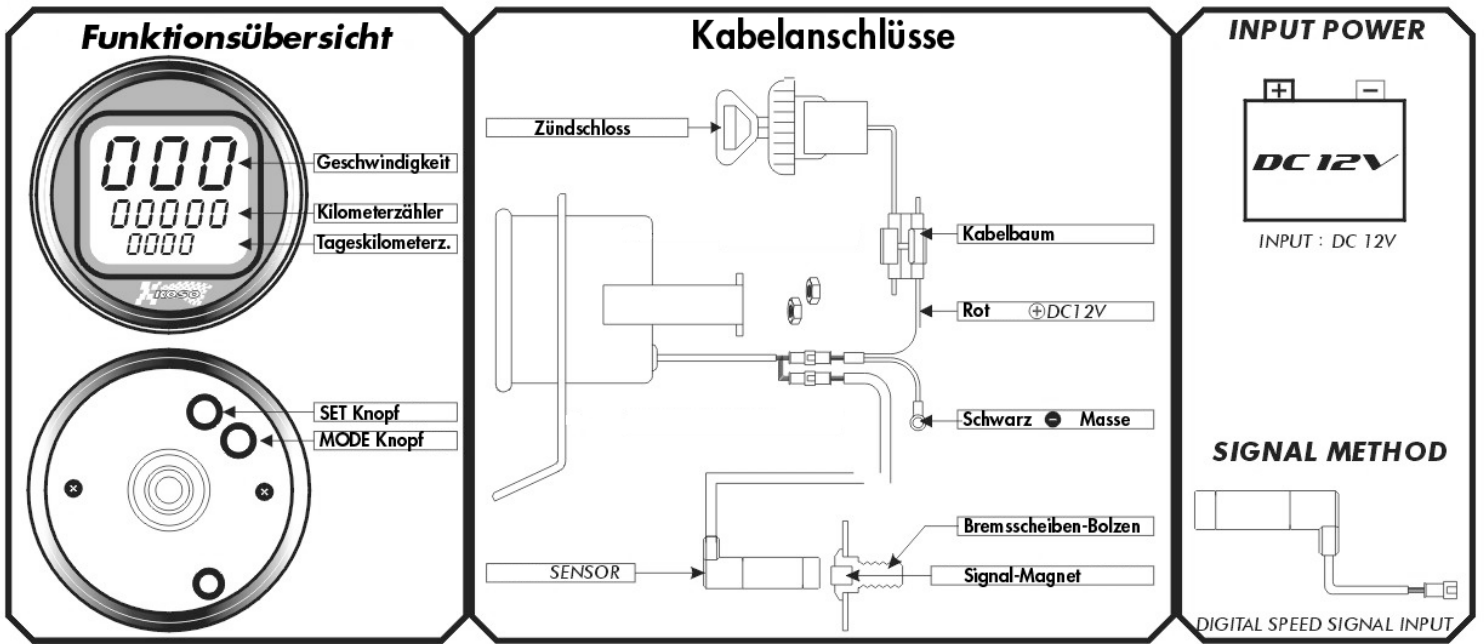 Funktionsübersicht
000
Geschwindigkeit
00000
Kilometerzähler
0000
Tageskilometerz.
KOSO
SET Knopf
MODE Knopf
Kabelanschlüsse
Zündschloss
Kabelbaum
Rot ⊕DC12V
Schwarz ⊖ Masse
Bremsscheiben-Bolzen
SENSOR
Signal-Magnet
INPUT POWER
+ −
DC 12V
INPUT : DC 12V
SIGNAL METHOD
DIGITAL SPEED SIGNAL INPUT